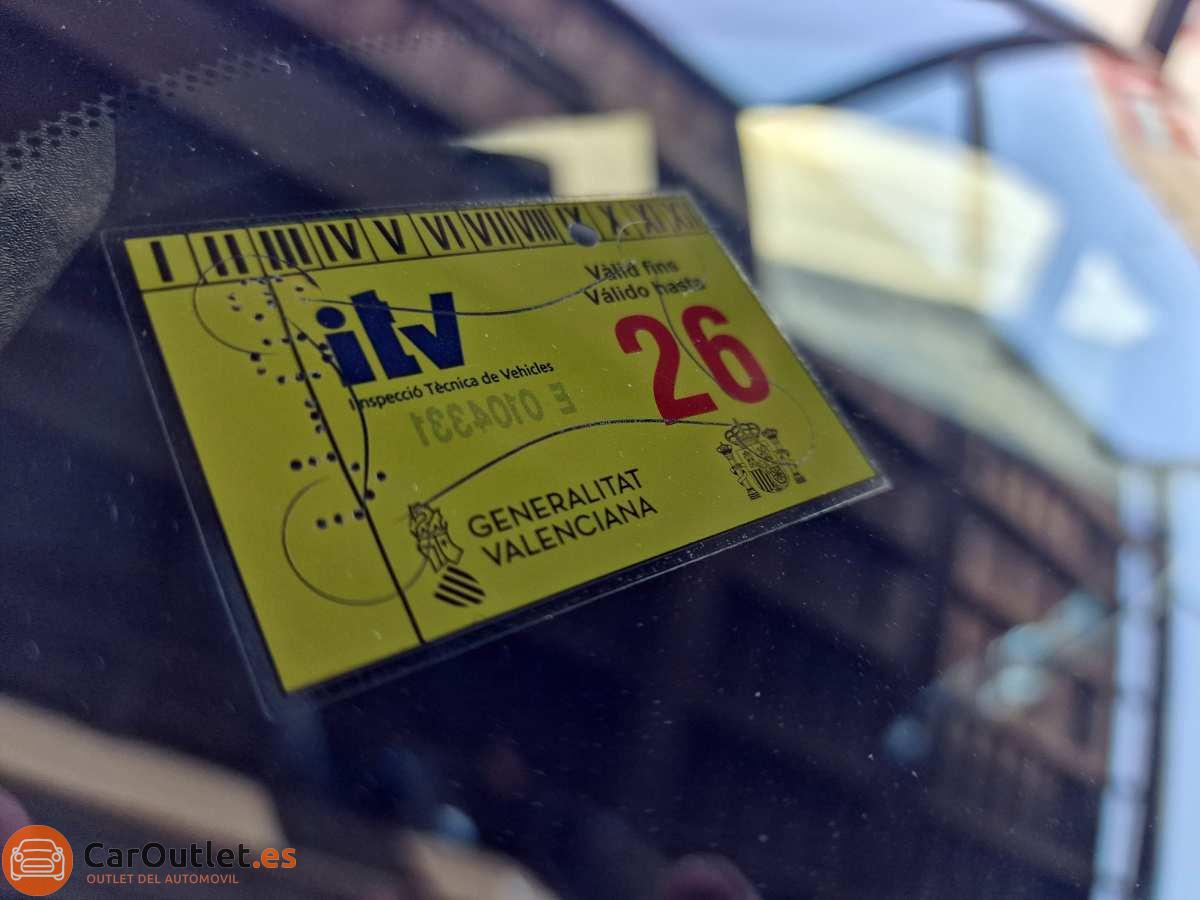 I II III IV V VI VII VIII IX X XI XII
itv
Inspecció Tècnica de Vehicles
Vàlid fins
Válido hasta
26
E 0104331
GENERALITAT
VALENCIANA
CarOutlet.es
OUTLET DEL AUTOMOVIL